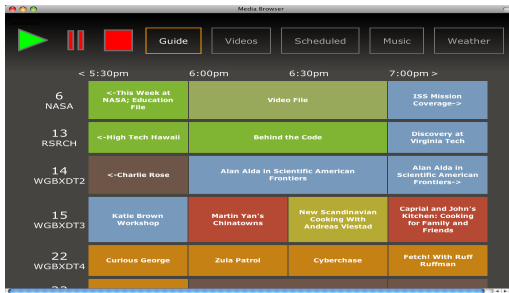 Media Browser
Guide
Videos
Scheduled
Music
Weather
< 5:30pm
6:00pm
6:30pm
7:00pm >
6
NASA
<-This Week at
NASA; Education
File
Video File
ISS Mission
Coverage->
13
RSRCH
<-High Tech Hawaii
Behind the Code
Discovery at
Virginia Tech
14
WGBXDT2
<-Charlie Rose
Alan Alda in Scientific American
Frontiers
Alan Alda in
Scientific American
Frontiers->
15
WGBXDT3
Katie Brown
Workshop
Martin Yan's
Chinatowns
New Scandinavian
Cooking With
Andreas Viestad
Caprial and John's
Kitchen: Cooking
for Family and
Friends
22
WGBXDT4
Curious George
Zula Patrol
Cyberchase
Fetch! With Ruff
Ruffman